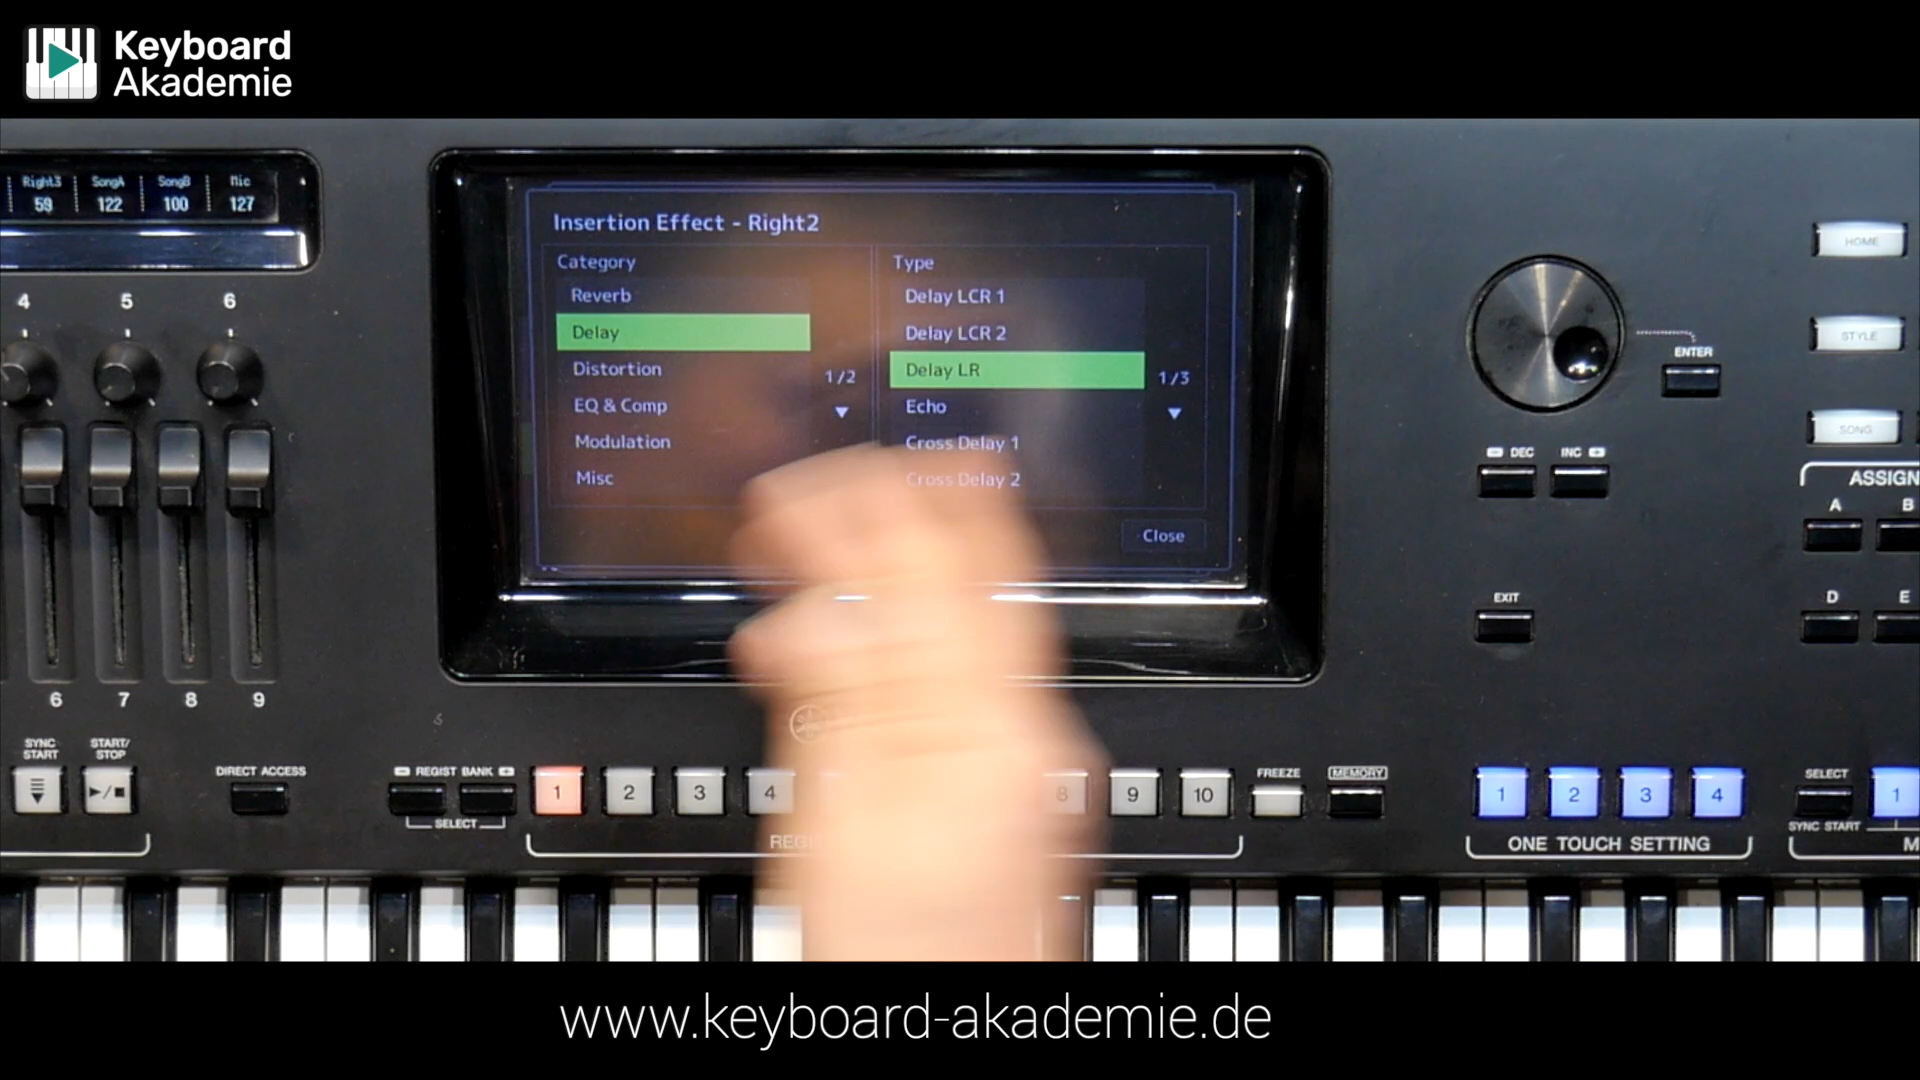 Keyboard
Akademie
Right3 SongA SongB Mic
59 122 100 127
4 5 6
6 7 8 9
SYNC START
START/STOP
DIRECT ACCESS
Insertion Effect - Right2
Category
Reverb
Delay
Distortion
EQ & Comp
Modulation
Misc
1/2
Type
Delay LCR 1
Delay LCR 2
Delay LR
Echo
Cross Delay 1
Cross Delay 2
1/3
Close
HOME
STYLE
SONG
ENTER
DEC INC
EXIT
ASSIGN
A B
D E
REGIST BANK
SELECT
1 2 3 4 8 9 10
FREEZE
MEMORY
1 2 3 4
ONE TOUCH SETTING
SELECT
1
SYNC START
www.keyboard-akademie.de